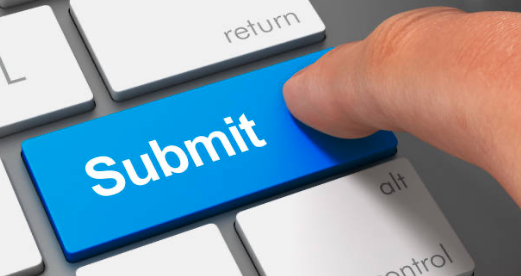 return
L
Submit
alt
control